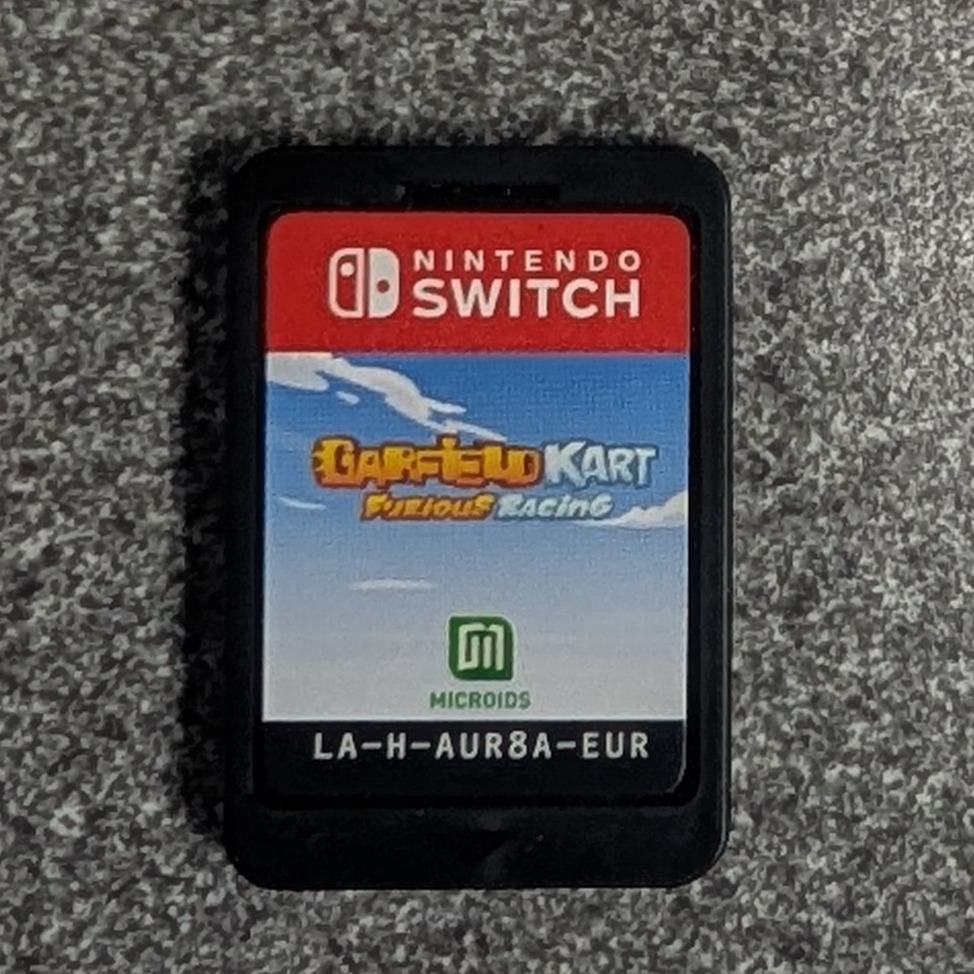 NINTENDO
SWITCH
GARFIELD KART
FURIOUS RACING
MICROIDS
LA-H-AUR8A-EUR